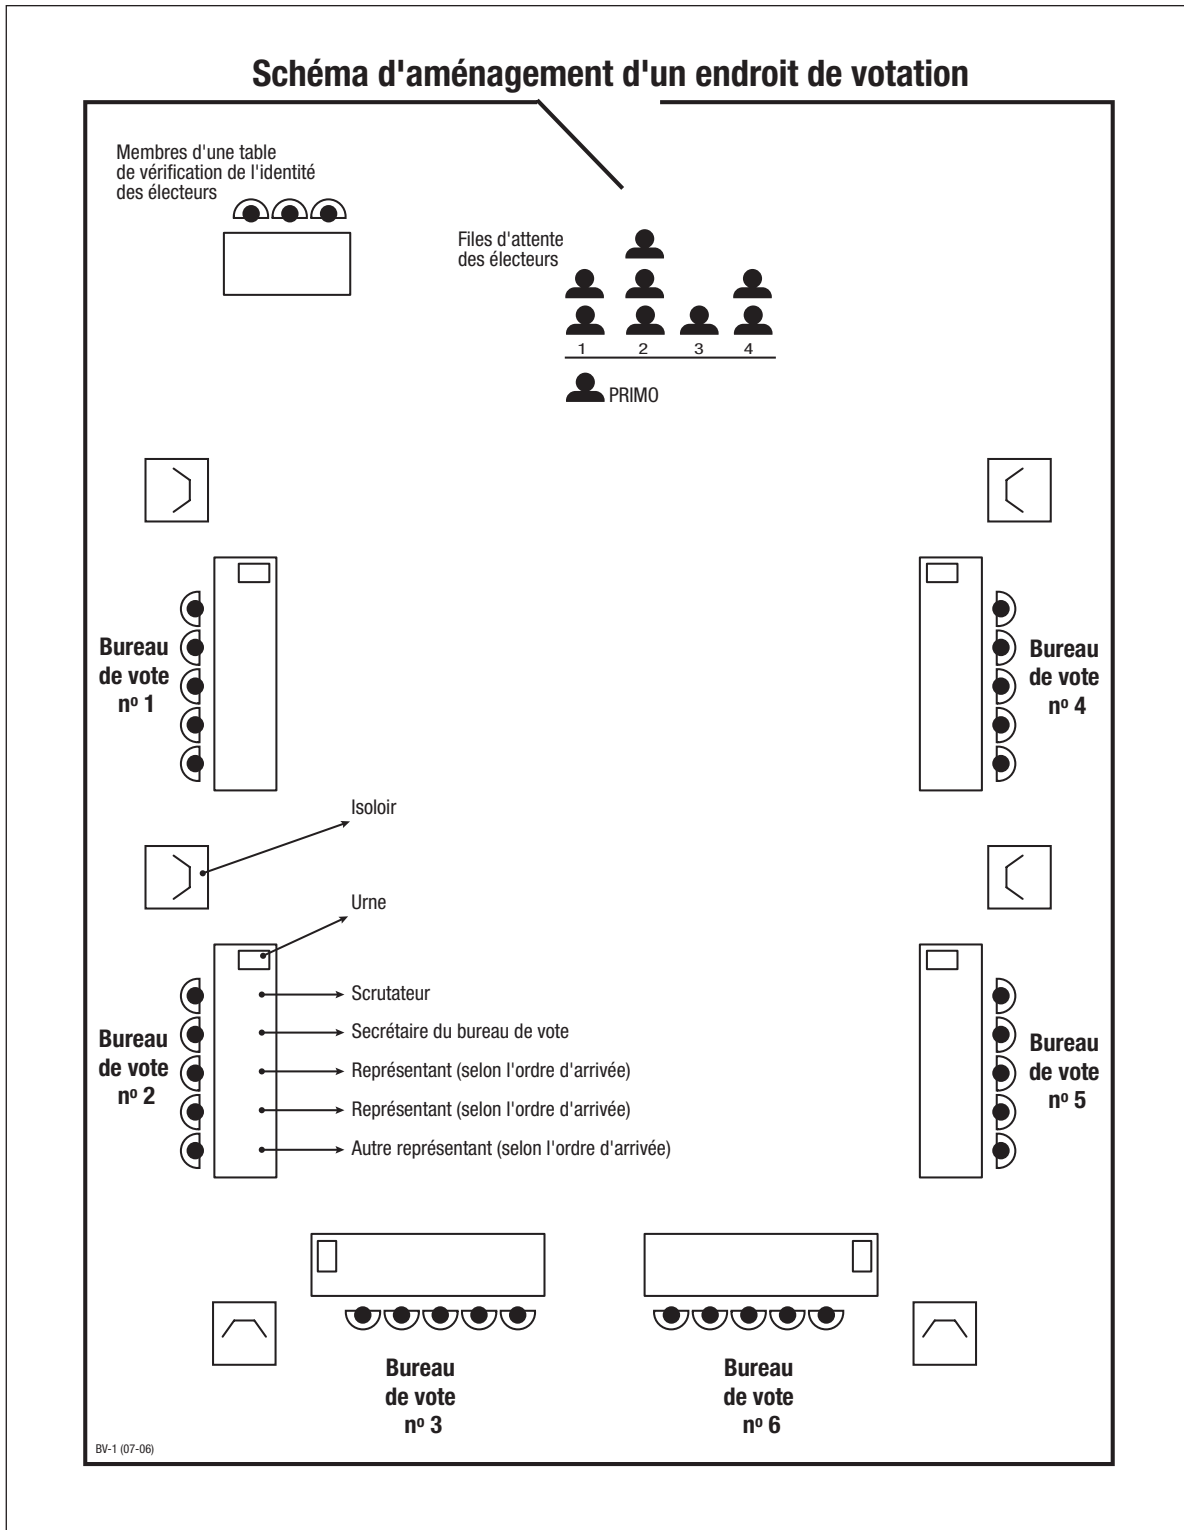 Schéma d'aménagement d'un endroit de votation
Membres d'une table
de vérification de l'identité
des électeurs
Files d'attente
des électeurs
1 2 3 4
PRIMO
Bureau
de vote
nº 1
Bureau
de vote
nº 4
Isoloir
Urne
Scrutateur
Secrétaire du bureau de vote
Représentant (selon l'ordre d'arrivée)
Représentant (selon l'ordre d'arrivée)
Autre représentant (selon l'ordre d'arrivée)
Bureau
de vote
nº 2
Bureau
de vote
nº 5
Bureau
de vote
nº 3
Bureau
de vote
nº 6
BV-1 (07-06)